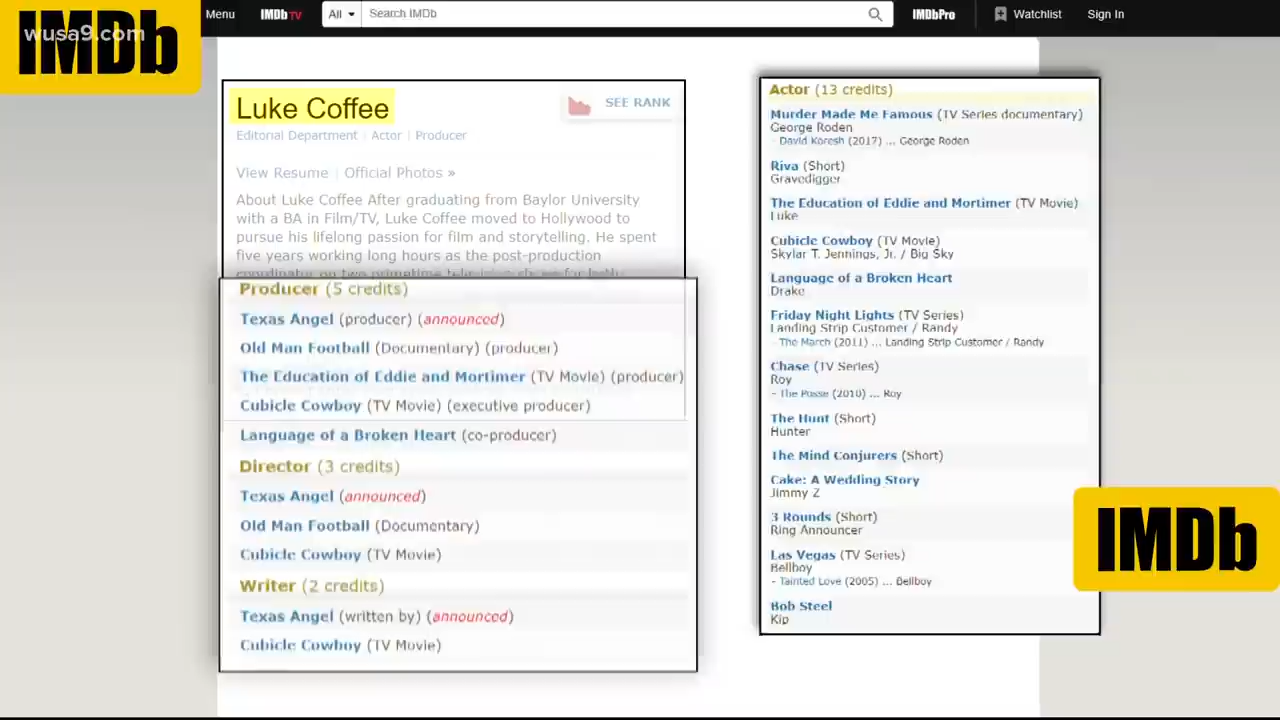 IMDb
wusa9.com
Menu
IMDb TV
All
Search IMDb
IMDbPro
Watchlist
Sign In
Luke Coffee
SEE RANK
Editorial Department | Actor | Producer
View Resume | Official Photos »
About Luke Coffee After graduating from Baylor University
with a BA in Film/TV, Luke Coffee moved to Hollywood to
pursue his lifelong passion for film and storytelling. He spent
five years working long hours as the post-production
coordinator on two primetime television shows for both
Producer (5 credits)
Texas Angel (producer) (announced)
Old Man Football (Documentary) (producer)
The Education of Eddie and Mortimer (TV Movie) (producer)
Cubicle Cowboy (TV Movie) (executive producer)
Language of a Broken Heart (co-producer)
Director (3 credits)
Texas Angel (announced)
Old Man Football (Documentary)
Cubicle Cowboy (TV Movie)
Writer (2 credits)
Texas Angel (written by) (announced)
Cubicle Cowboy (TV Movie)
Actor (13 credits)
Murder Made Me Famous (TV Series documentary)
George Roden
- David Koresh (2017) ... George Roden
Riva (Short)
Gravedigger
The Education of Eddie and Mortimer (TV Movie)
Luke
Cubicle Cowboy (TV Movie)
Skylar T. Jennings, Jr. / Big Sky
Language of a Broken Heart
Drake
Friday Night Lights (TV Series)
Landing Strip Customer / Randy
- The March (2011) ... Landing Strip Customer / Randy
Chase (TV Series)
Roy
- The Posse (2010) ... Roy
The Hunt (Short)
Hunter
The Mind Conjurers (Short)
Cake: A Wedding Story
Jimmy Z
3 Rounds (Short)
Ring Announcer
Las Vegas (TV Series)
Bellboy
- Tainted Love (2005) ... Bellboy
Bob Steel
Kip
IMDb